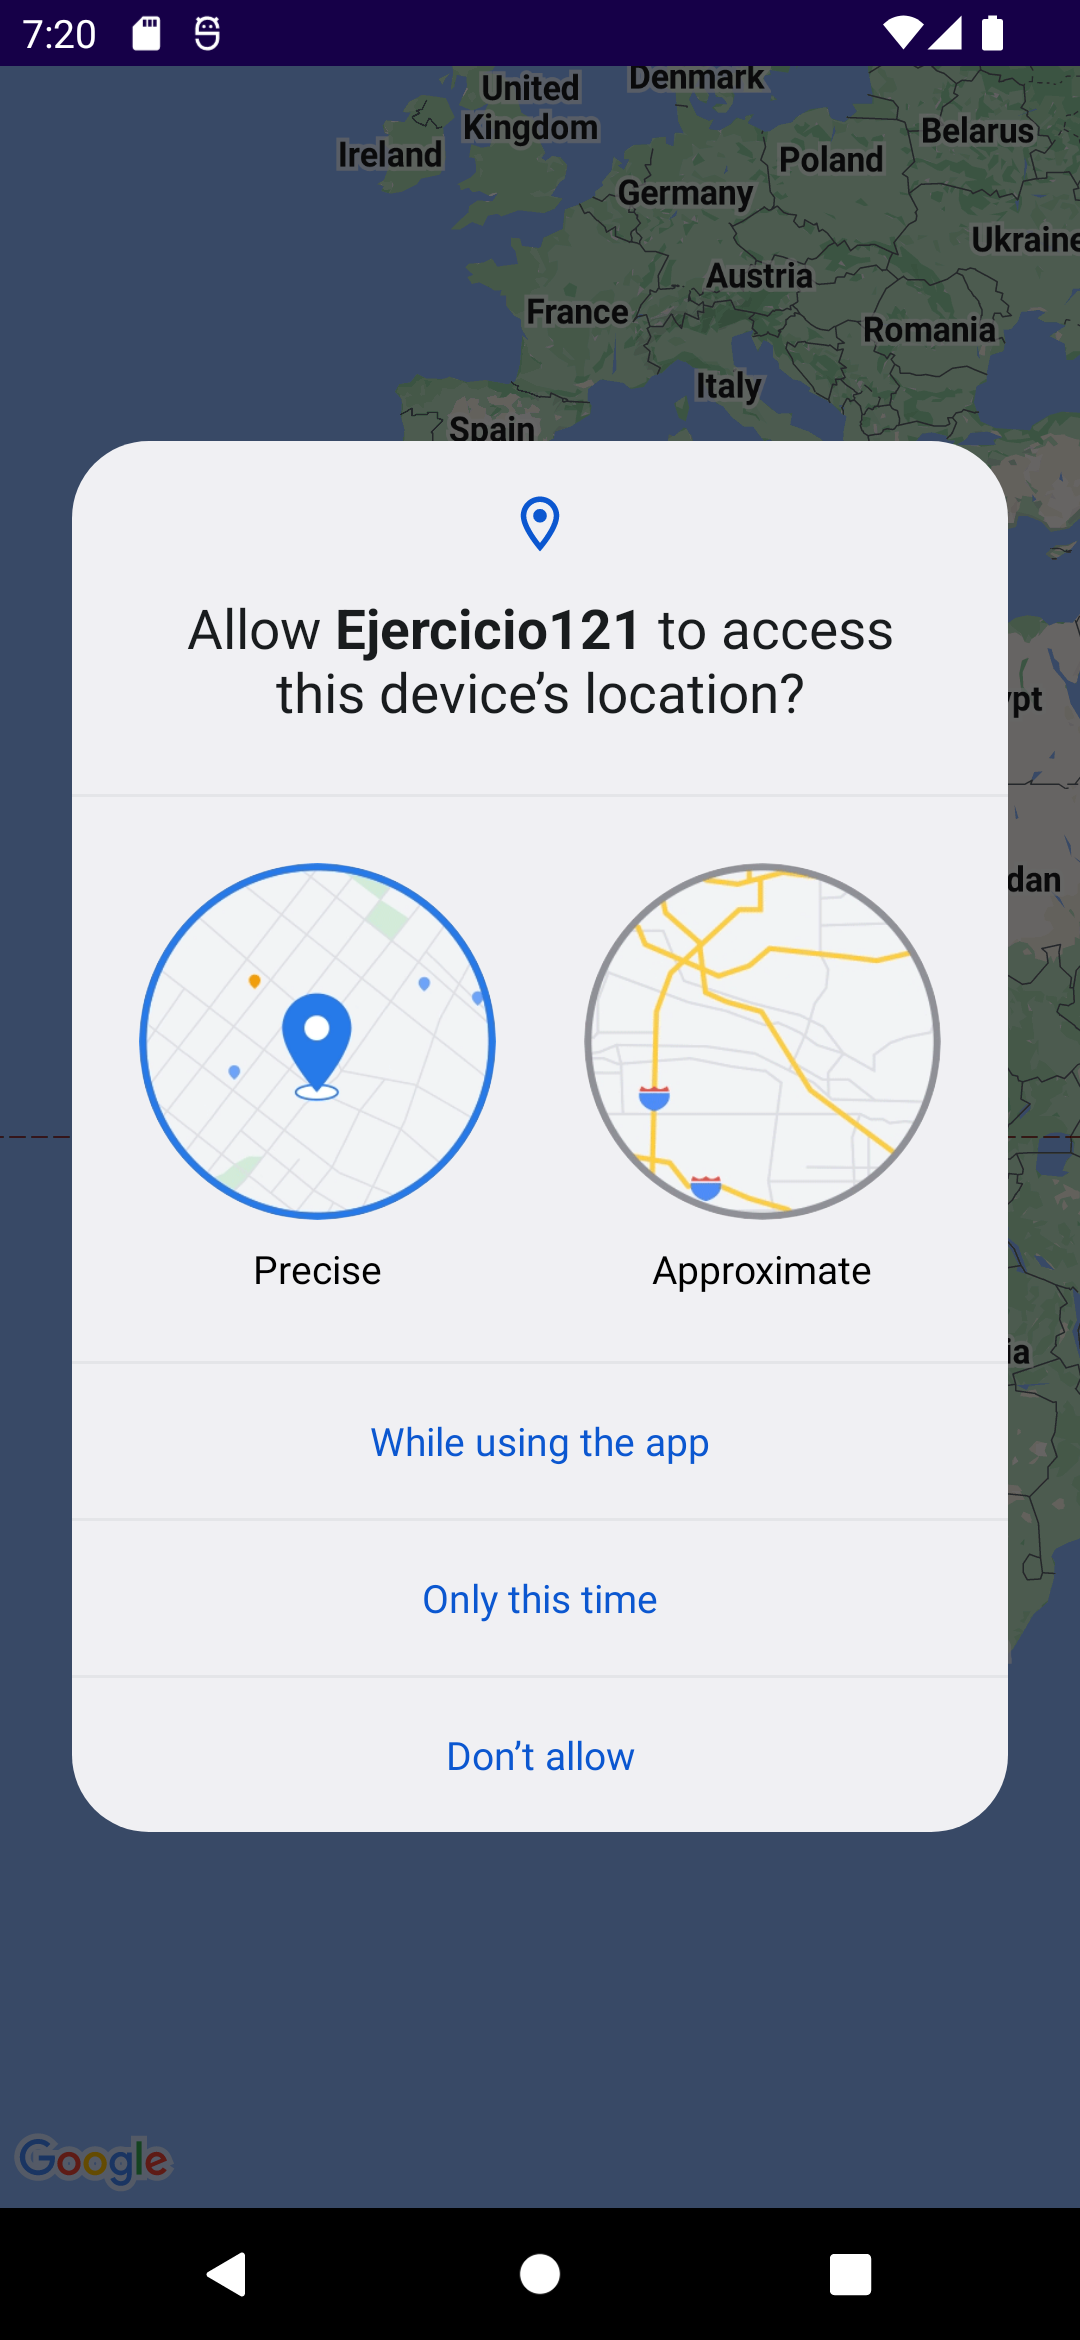 7:20
United
Kingdom
Denmark
Ireland
Belarus
Poland
Germany
Ukraine
Austria
France
Romania
Italy
Spain
Allow Ejercicio121 to access
this device’s location?
ypt
dan
Precise
Approximate
ia
While using the app
Only this time
Don’t allow
Google